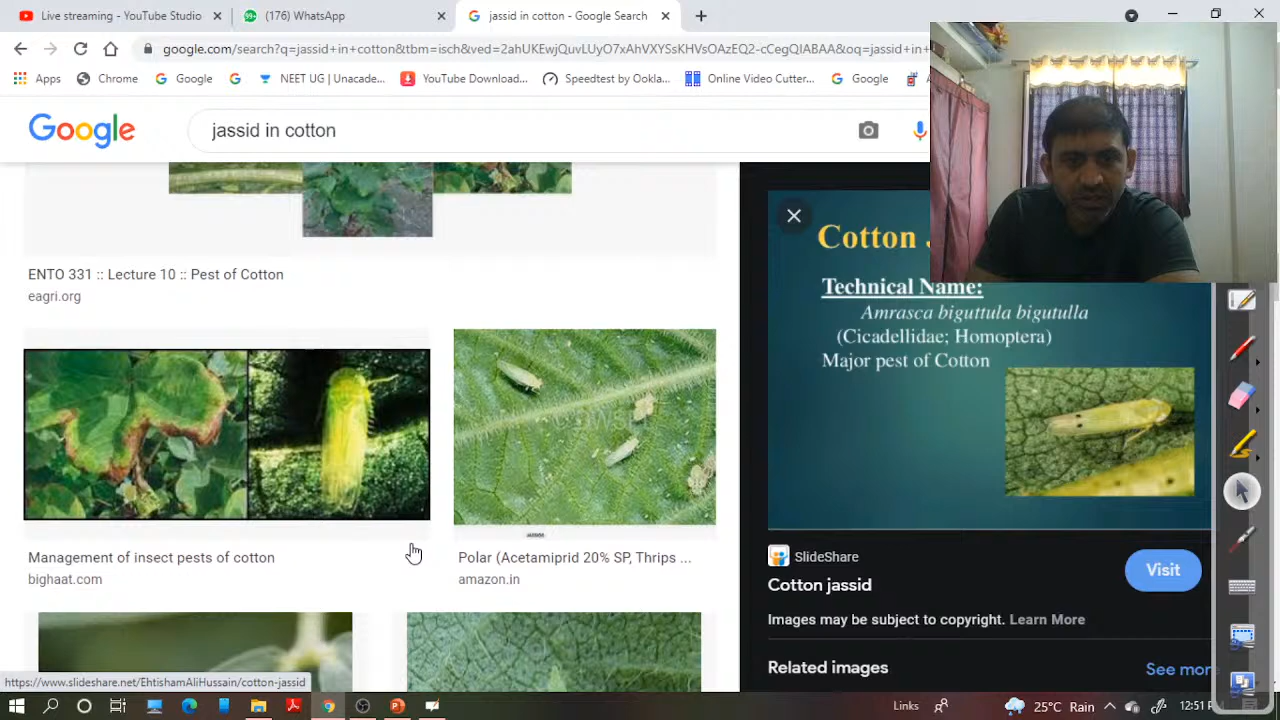 Live Streaming - YouTube Studio
(176) WhatsApp
99+
jassid in cotton - Google Search
google.com/search?q=jassid+in+cotton&tbm=isch&ved=2ahUKEwjQuvLUyO7xAhVXYSsKHVsOAzEQ2-cCegQIABAA&oq=jassid+in+
Apps
Chrome
Google
NEET UG | Unacade...
YouTube Download...
Speedtest by Ookla...
Online Video Cutter...
Google
Google
jassid in cotton
ENTO 331 :: Lecture 10 :: Pest of Cotton
eagri.org
Management of insect pests of cotton
bighaat.com
Polar (Acetamiprid 20% SP, Thrips ...
amazon.in
Cotton
Technical Name:
Amrasca biguttula bigutulla
(Cicadellidae; Homoptera)
Major pest of Cotton
SlideShare
Cotton jassid
Visit
Images may be subject to copyright. Learn More
Related images
See more
https://www.slideshare.net/EhtishamAliHussain/cotton-jassid
Links
25°C Rain
12:51